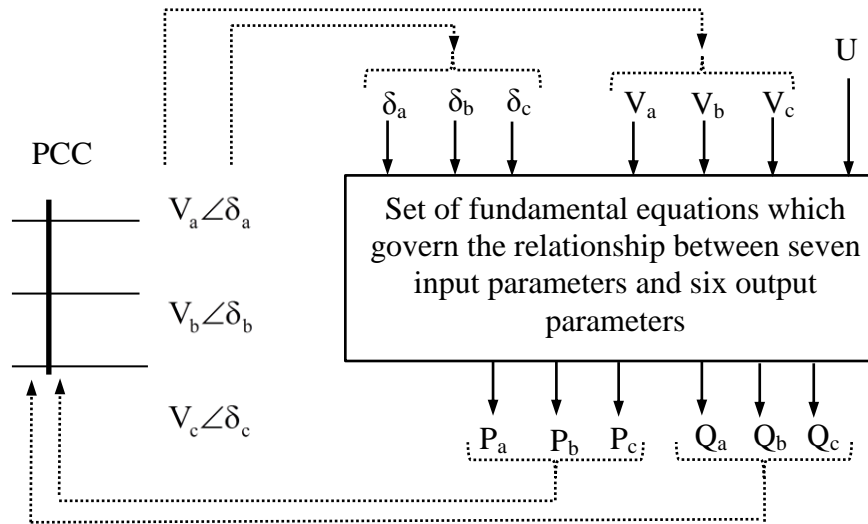 U
δa δb δc Va Vb Vc
PCC
Va∠δa
Vb∠δb
Vc∠δc
Set of fundamental equations which
govern the relationship between seven
input parameters and six output
parameters
Pa Pb Pc Qa Qb Qc